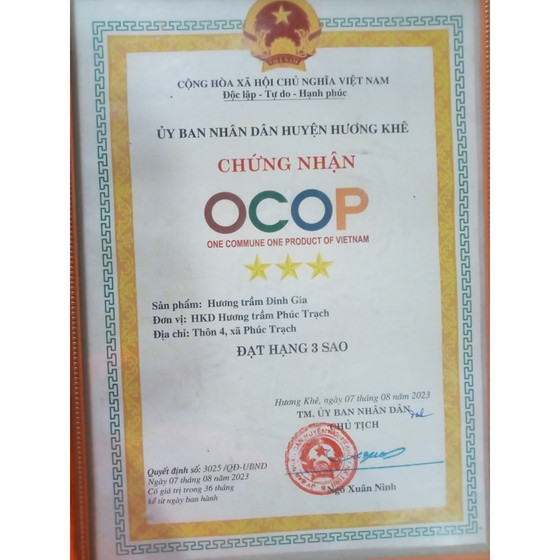 CỘNG HÒA XÃ HỘI CHỦ NGHĨA VIỆT NAM
Độc lập - Tự do - Hạnh phúc
ỦY BAN NHÂN DÂN HUYỆN HƯƠNG KHÊ
CHỨNG NHẬN
OCOP
ONE COMMUNE ONE PRODUCT OF VIETNAM
Sản phẩm: Hương trầm Đinh Gia
Đơn vị: HKD Hương trầm Phúc Trạch
Địa chỉ: Thôn 4, xã Phúc Trạch
ĐẠT HẠNG 3 SAO
Hương Khê, ngày 07 tháng 08 năm 2023
TM. ỦY BAN NHÂN DÂN
CHỦ TỊCH
Quyết định số: 3025 /QĐ-UBND
Ngày 07 tháng 08 năm 2023
Có giá trị trong 36 tháng
kể từ ngày ban hành
Ngô Xuân Ninh